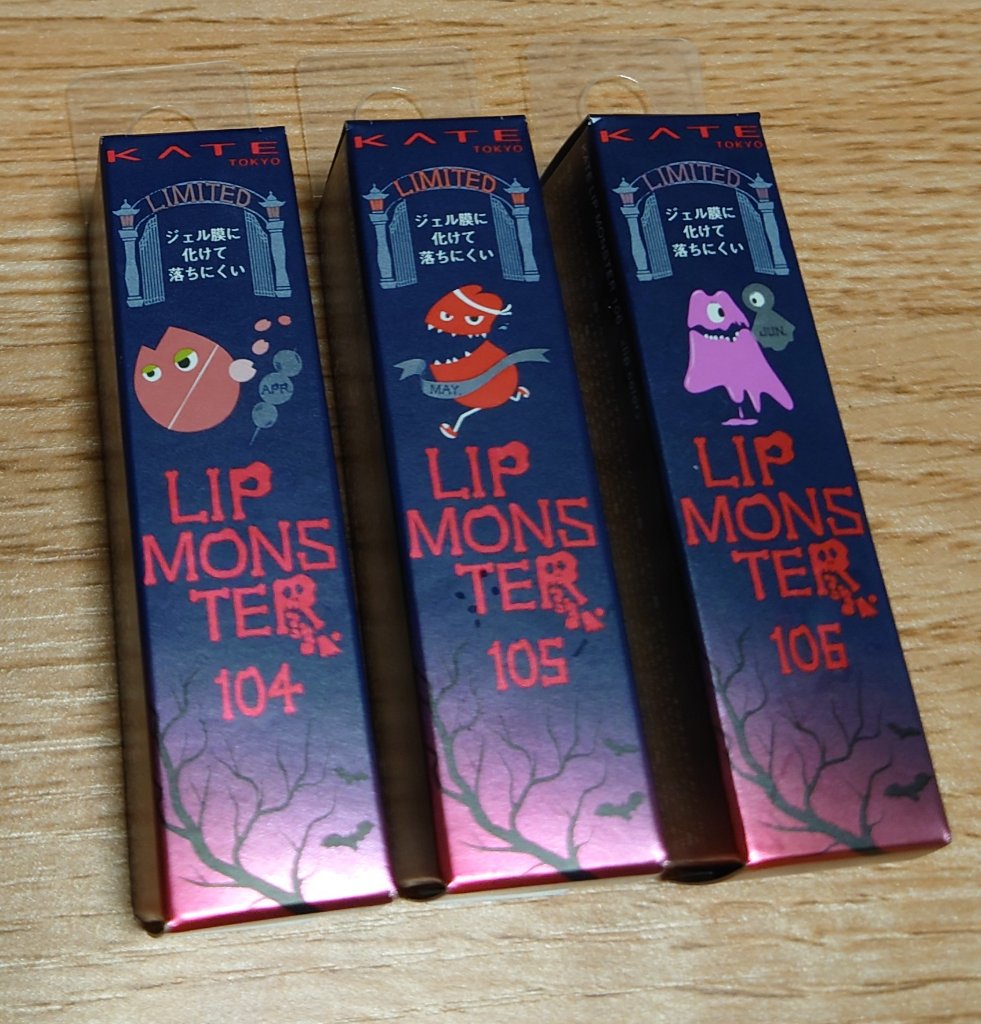 KATE
TOKYO
LIMITED
ジェル膜に
化けて
落ちにくい
APR.
LIP
MONS
TER
104
KATE
TOKYO
LIMITED
ジェル膜に
化けて
落ちにくい
MAY.
LIP
MONS
TER
105
KATE
TOKYO
LIMITED
ジェル膜に
化けて
落ちにくい
JUN.
LIP
MONS
TER
106
KATE LIP MONSTER